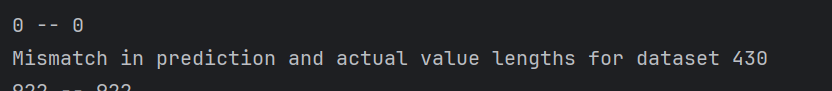 0 -- 0
Mismatch in prediction and actual value lengths for dataset 430